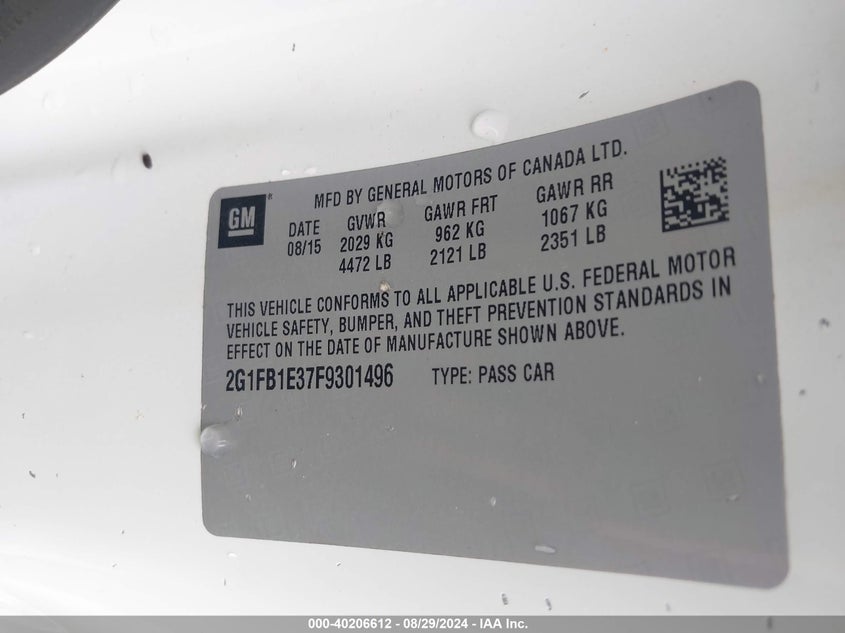 MFD BY GENERAL MOTORS OF CANADA LTD.
GM ®
DATE GVWR GAWR FRT GAWR RR
08/15 2029 KG 962 KG 1067 KG
4472 LB 2121 LB 2351 LB
THIS VEHICLE CONFORMS TO ALL APPLICABLE U.S. FEDERAL MOTOR
VEHICLE SAFETY, BUMPER, AND THEFT PREVENTION STANDARDS IN
EFFECT ON THE DATE OF MANUFACTURE SHOWN ABOVE.
2G1FB1E37F9301496 TYPE: PASS CAR
000-40206612 - 08/29/2024 - IAA Inc.